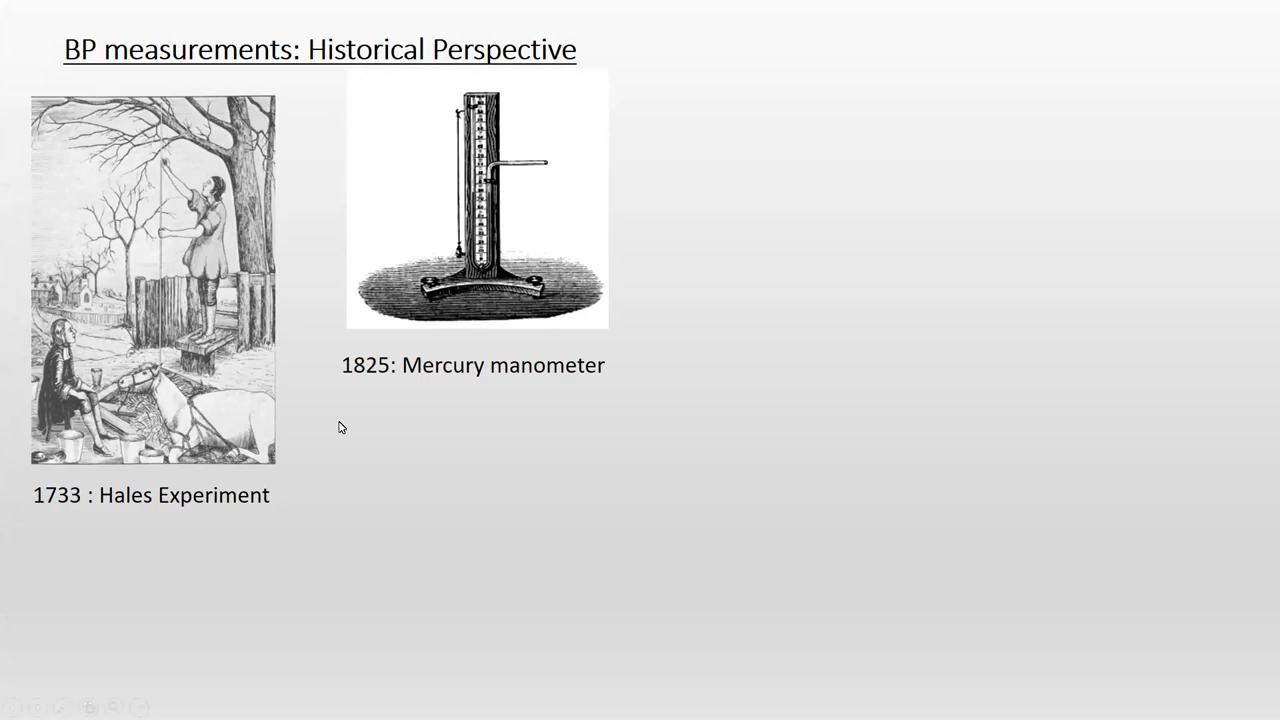 BP measurements: Historical Perspective
1825: Mercury manometer
1733 : Hales Experiment